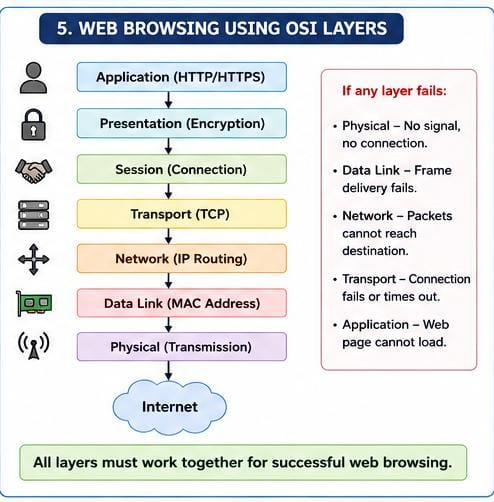 5. WEB BROWSING USING OSI LAYERS
Application (HTTP/HTTPS)
Presentation (Encryption)
Session (Connection)
Transport (TCP)
Network (IP Routing)
Data Link (MAC Address)
Physical (Transmission)
Internet
If any layer fails:
• Physical – No signal,
no connection.
• Data Link – Frame
delivery fails.
• Network – Packets
cannot reach
destination.
• Transport – Connection
fails or times out.
• Application – Web
page cannot load.
All layers must work together for successful web browsing.